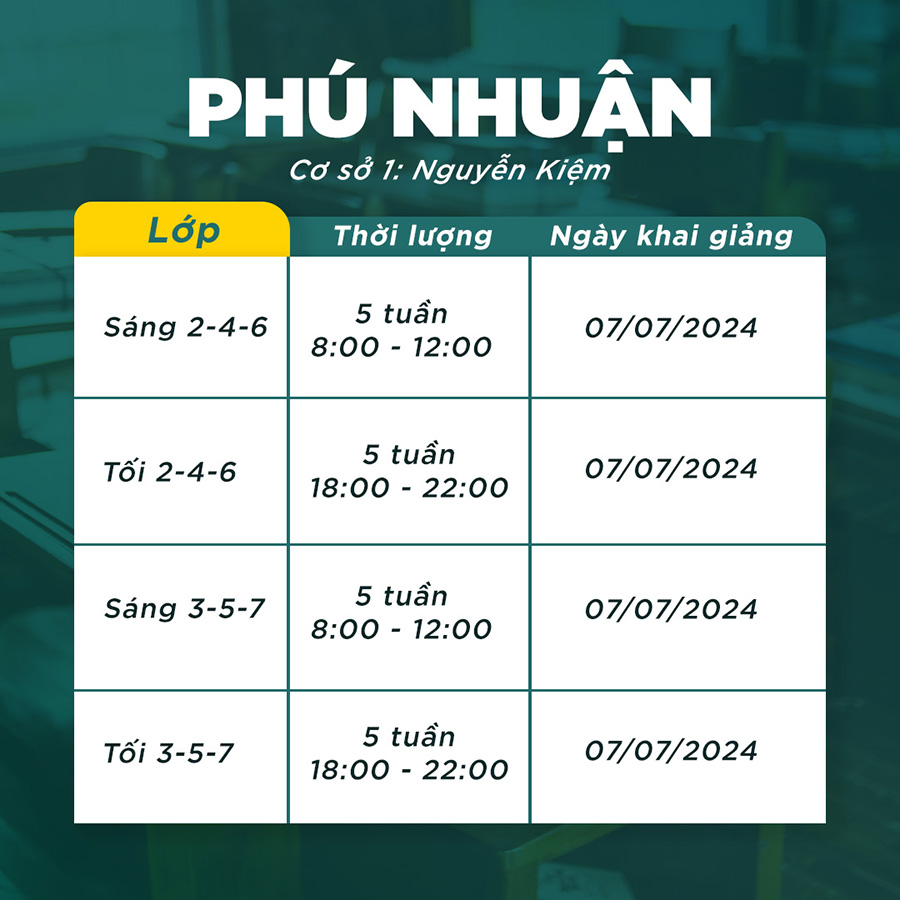 PHÚ NHUẬN
Cơ sở 1: Nguyễn Kiệm
Lớp
Thời lượng
Ngày khai giảng
Sáng 2-4-6
5 tuần
8:00 - 12:00
07/07/2024
Tối 2-4-6
5 tuần
18:00 - 22:00
07/07/2024
Sáng 3-5-7
5 tuần
8:00 - 12:00
07/07/2024
Tối 3-5-7
5 tuần
18:00 - 22:00
07/07/2024